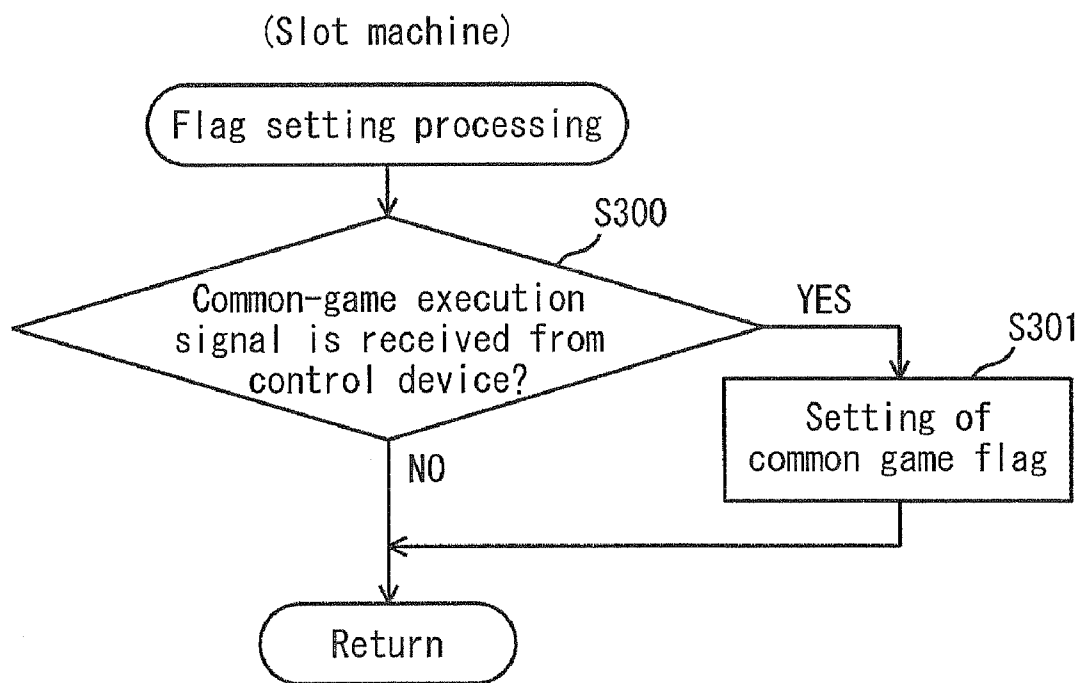 (Slot machine)
Flag setting processing
S300
Common-game execution
signal is received from
control device?
YES
S301
Setting of
common game flag
NO
Return